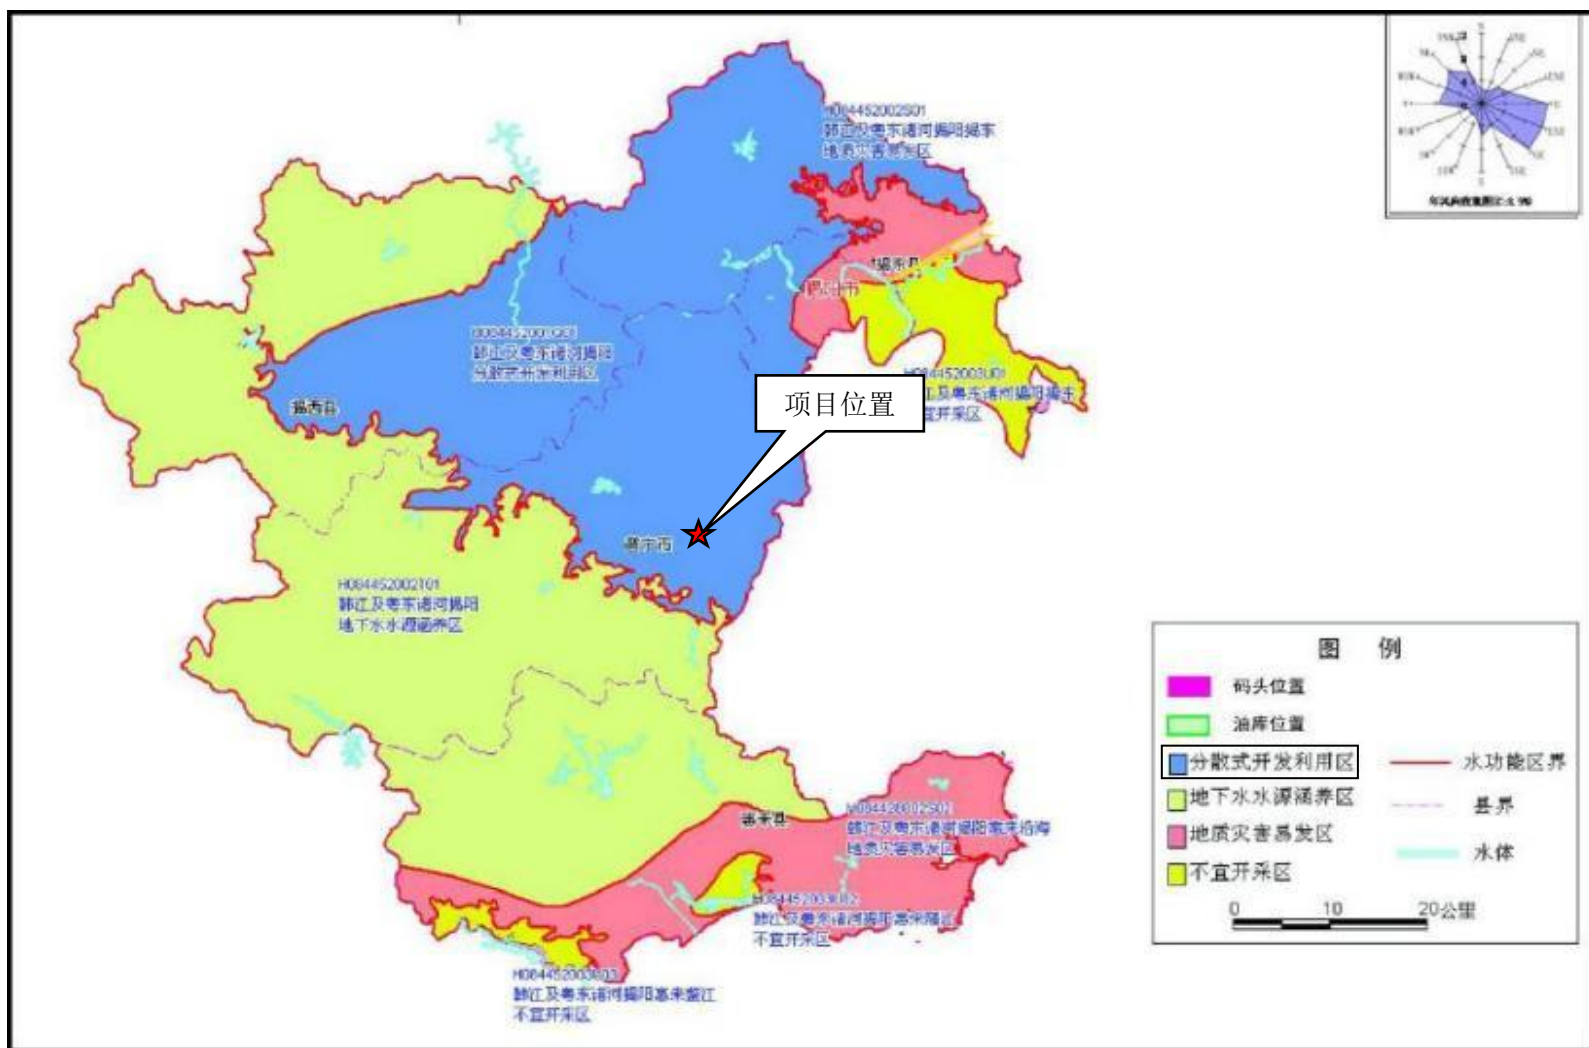 H084452002S01
韩江及粤东诸河揭阳揭东
地质灾害易发区
揭东县
揭阳市
韩江及粤东诸河揭阳
分散式开发利用区
H084452003U01
江及粤东诸河揭阳揭东
宜开采区
项目位置
揭西县
普宁市
H084452002T01
韩江及粤东诸河揭阳
地下水水源涵养区
惠来县
H084452002S02
韩江及粤东诸河揭阳惠来沿海
地质灾害易发区
H084452003U02
韩江及粤东诸河揭阳惠来隆江
不宜开采区
H084452003U03
韩江及粤东诸河揭阳惠来螯江
不宜开采区
图 例
码头位置
油库位置
分散式开发利用区
水功能区界
地下水水源涵养区
县界
地质灾害易发区
水体
不宜开采区
0 10 20公里